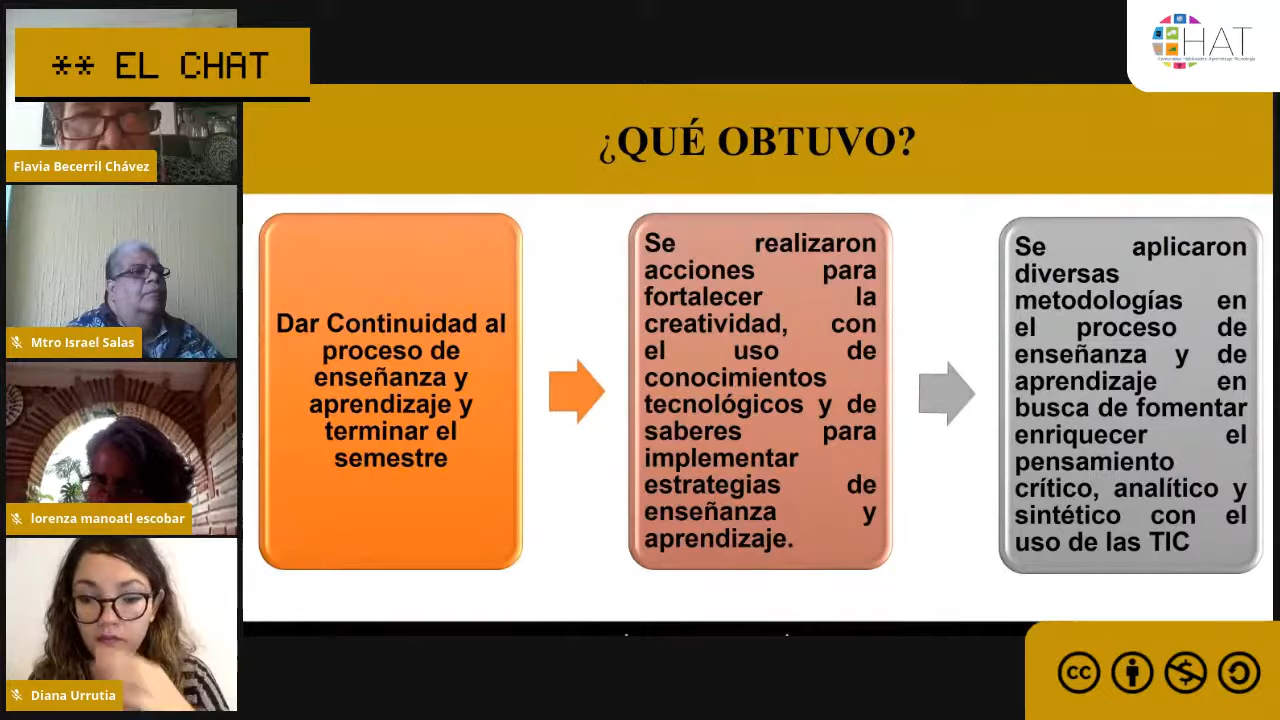 ** EL CHAT
HAT
Flavia Becerril Chávez
Mtro Israel Salas
lorenza manoatl escobar
Diana Urrutia
¿QUÉ OBTUVO?
Dar Continuidad al
proceso de
enseñanza y
aprendizaje y
terminar el
semestre
Se realizaron
acciones para
fortalecer la
creatividad, con
el uso de
conocimientos
tecnológicos y de
saberes para
implementar
estrategias de
enseñanza y
aprendizaje.
Se aplicaron
diversas
metodologías en
el proceso de
enseñanza y de
aprendizaje en
busca de fomentar
enriquecer el
pensamiento
crítico, analítico y
sintético con el
uso de las TIC
cc